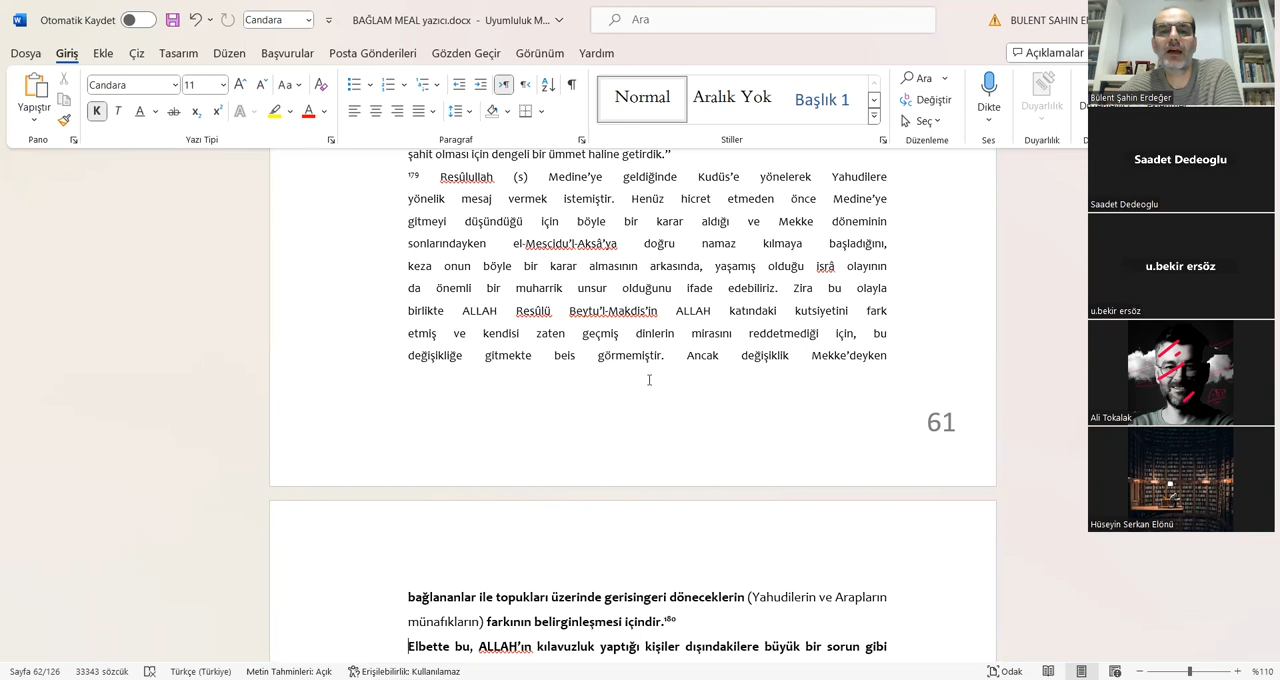 Otomatik Kaydet
Candara
BAĞLAM MEAL yazıcı.docx - Uyumluluk M...
Ara
BULENT SAHIN
Dosya Giriş Ekle Çiz Tasarım Düzen Başvurular Posta Gönderileri Gözden Geçir Görünüm Yardım
Açıklamalar
Yapıştır
Candara 11
Normal Aralık Yok Başlık 1
Ara
Değiştir
Seç
Dikte
Duyarlılık
Pano Yazı Tipi Paragraf Stiller Düzenleme Ses Duyarlılık
Bülent Şahin Erdeğer
Saadet Dedeoglu
Saadet Dedeoglu
u.bekir ersöz
u.bekir ersöz
Ali Tokalak
Hüseyin Serkan Elönü
şahit olması için dengeli bir ümmet haline getirdik.”
179 Resûlullah (s) Medine’ye geldiğinde Kudüs’e yönelerek Yahudilere
yönelik mesaj vermek istemiştir. Henüz hicret etmeden önce Medine’ye
gitmeyi düşündüğü için böyle bir karar aldığı ve Mekke döneminin
sonlarındayken el-Mescidu’l-Aksâ’ya doğru namaz kılmaya başladığını,
keza onun böyle bir karar almasının arkasında, yaşamış olduğu isrâ olayının
da önemli bir muharrik unsur olduğunu ifade edebiliriz. Zira bu olayla
birlikte ALLAH Resûlü Beytu’l-Makdis’in ALLAH katındaki kutsiyetini fark
etmiş ve kendisi zaten geçmiş dinlerin mirasını reddetmediği için, bu
değişikliğe gitmekte beis görmemiştir. Ancak değişiklik Mekke’deyken
61
bağlananlar ile topukları üzerinde gerisingeri döneceklerin (Yahudilerin ve Arapların
münafıkların) farkının belirginleşmesi içindir.180
Elbette bu, ALLAH’ın kılavuzluk yaptığı kişiler dışındakilere büyük bir sorun gibi
Sayfa 62/126 33343 sözcük Türkçe (Türkiye) Metin Tahminleri: Açık Erişilebilirlik: Kullanılamaz
Odak
%110